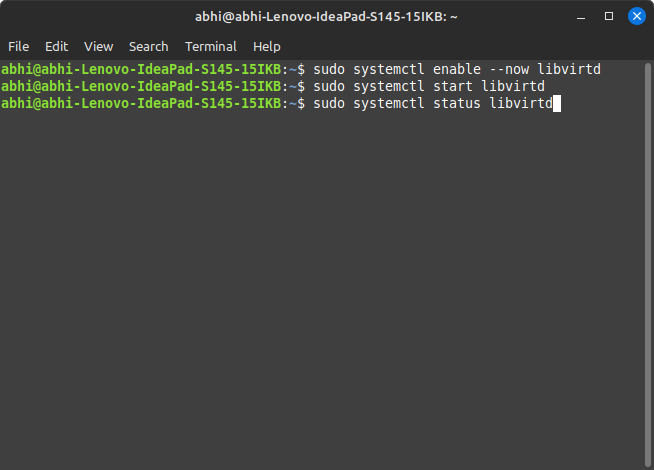 abhi@abhi-Lenovo-IdeaPad-S145-15IKB: ~
File Edit View Search Terminal Help
abhi@abhi-Lenovo-IdeaPad-S145-15IKB:~$ sudo systemctl enable --now libvirtd
abhi@abhi-Lenovo-IdeaPad-S145-15IKB:~$ sudo systemctl start libvirtd
abhi@abhi-Lenovo-IdeaPad-S145-15IKB:~$ sudo systemctl status libvirtd